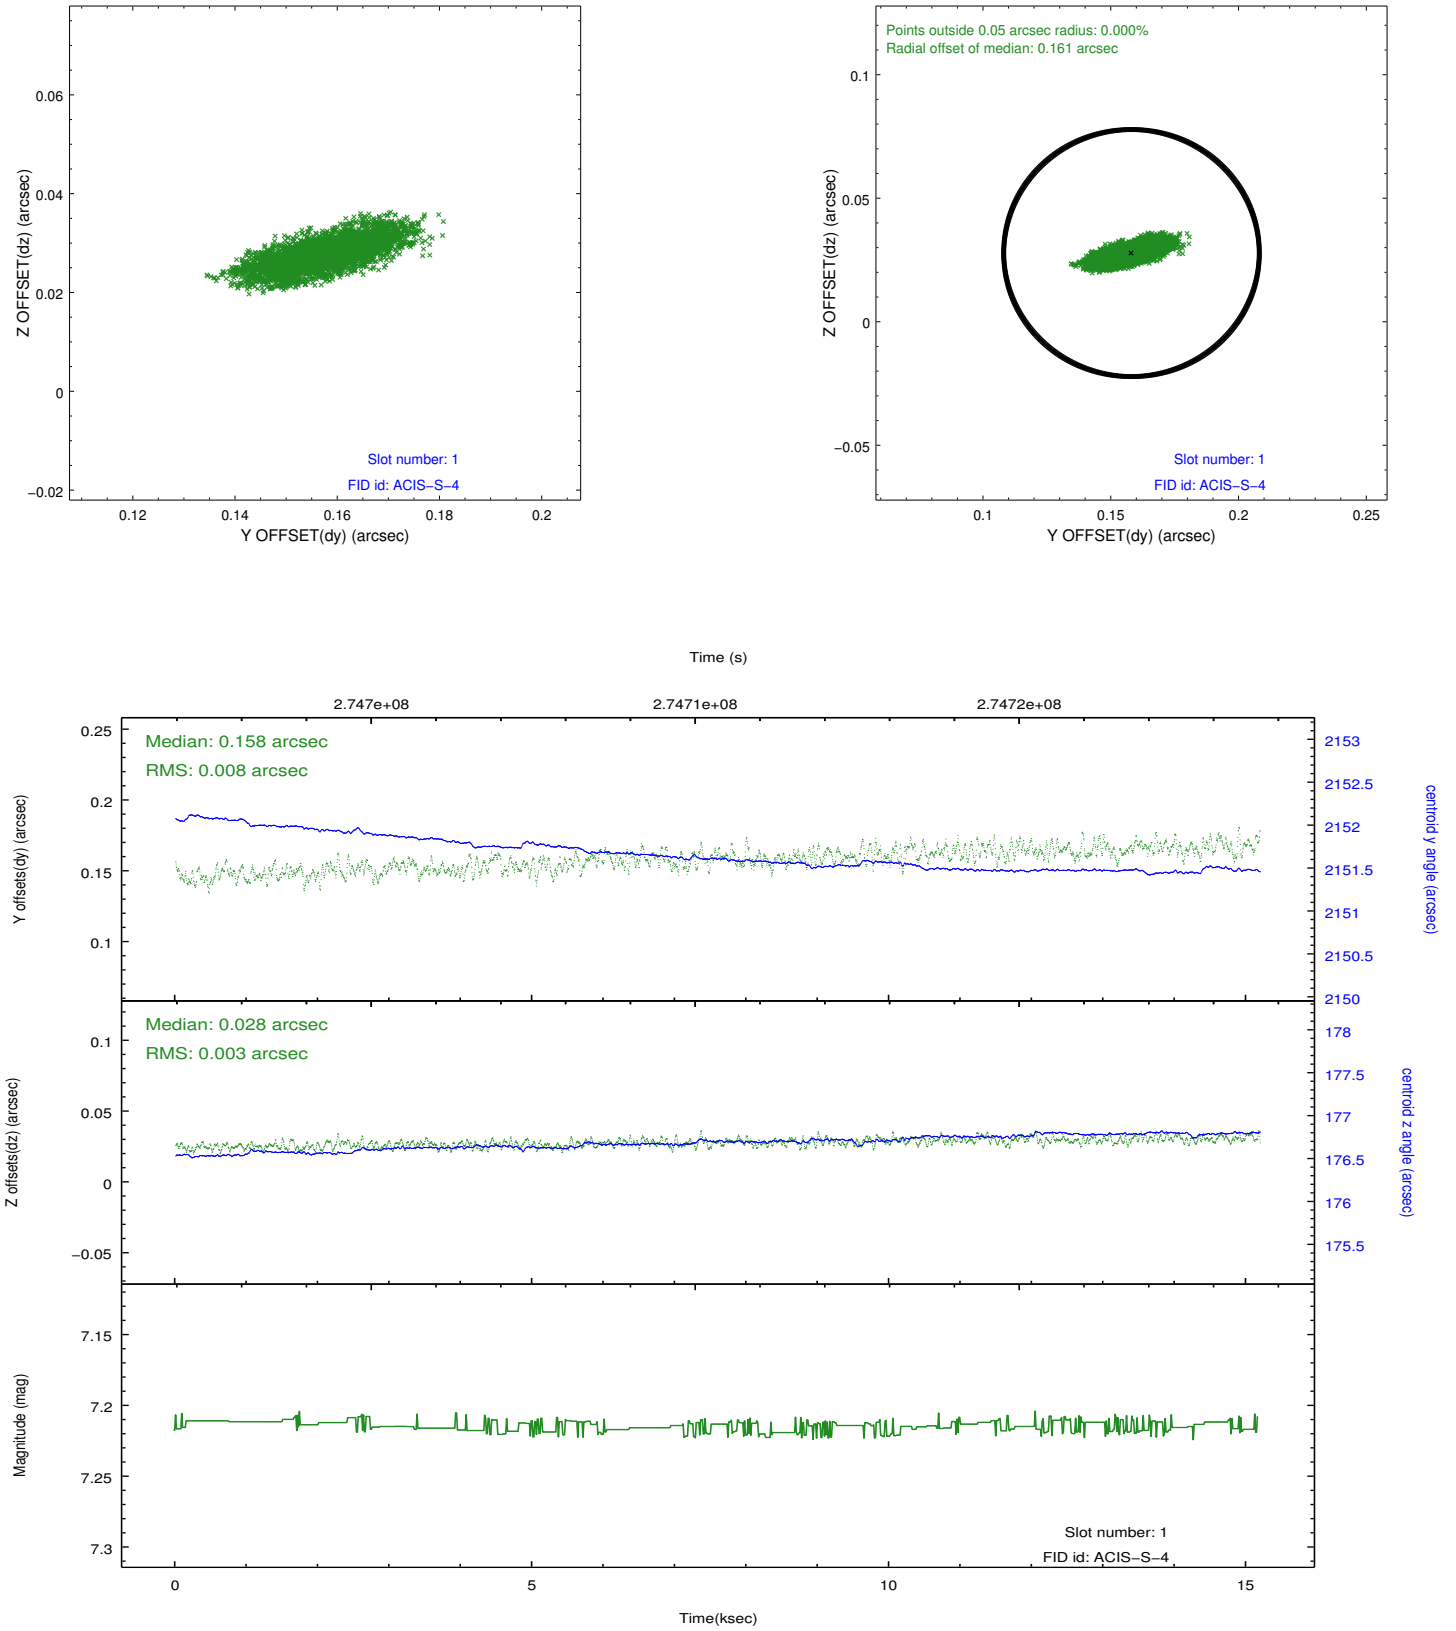 0.06
0.04
0.02
0
−0.02
Z OFFSET(dz) (arcsec)
Slot number: 1
FID id: ACIS−S−4
0.12
0.14
0.16
0.18
0.2
Y OFFSET(dy) (arcsec)
Points outside 0.05 arcsec radius: 0.000%
Radial offset of median: 0.161 arcsec
0.1
0.05
0
−0.05
Z OFFSET(dz) (arcsec)
Slot number: 1
FID id: ACIS−S−4
0.1
0.15
0.2
0.25
Y OFFSET(dy) (arcsec)
Time (s)
2.747e+08
2.7471e+08
2.7472e+08
Median: 0.158 arcsec
RMS: 0.008 arcsec
0.25
0.2
0.15
0.1
Y offsets(dy) (arcsec)
2153
2152.5
2152
2151.5
2151
2150.5
2150
centroid y angle (arcsec)
Median: 0.028 arcsec
RMS: 0.003 arcsec
0.1
0.05
0
−0.05
Z offsets(dz) (arcsec)
178
177.5
177
176.5
176
175.5
centroid z angle (arcsec)
7.15
7.2
7.25
7.3
Magnitude (mag)
Slot number: 1
FID id: ACIS−S−4
0
5
10
15
Time(ksec)